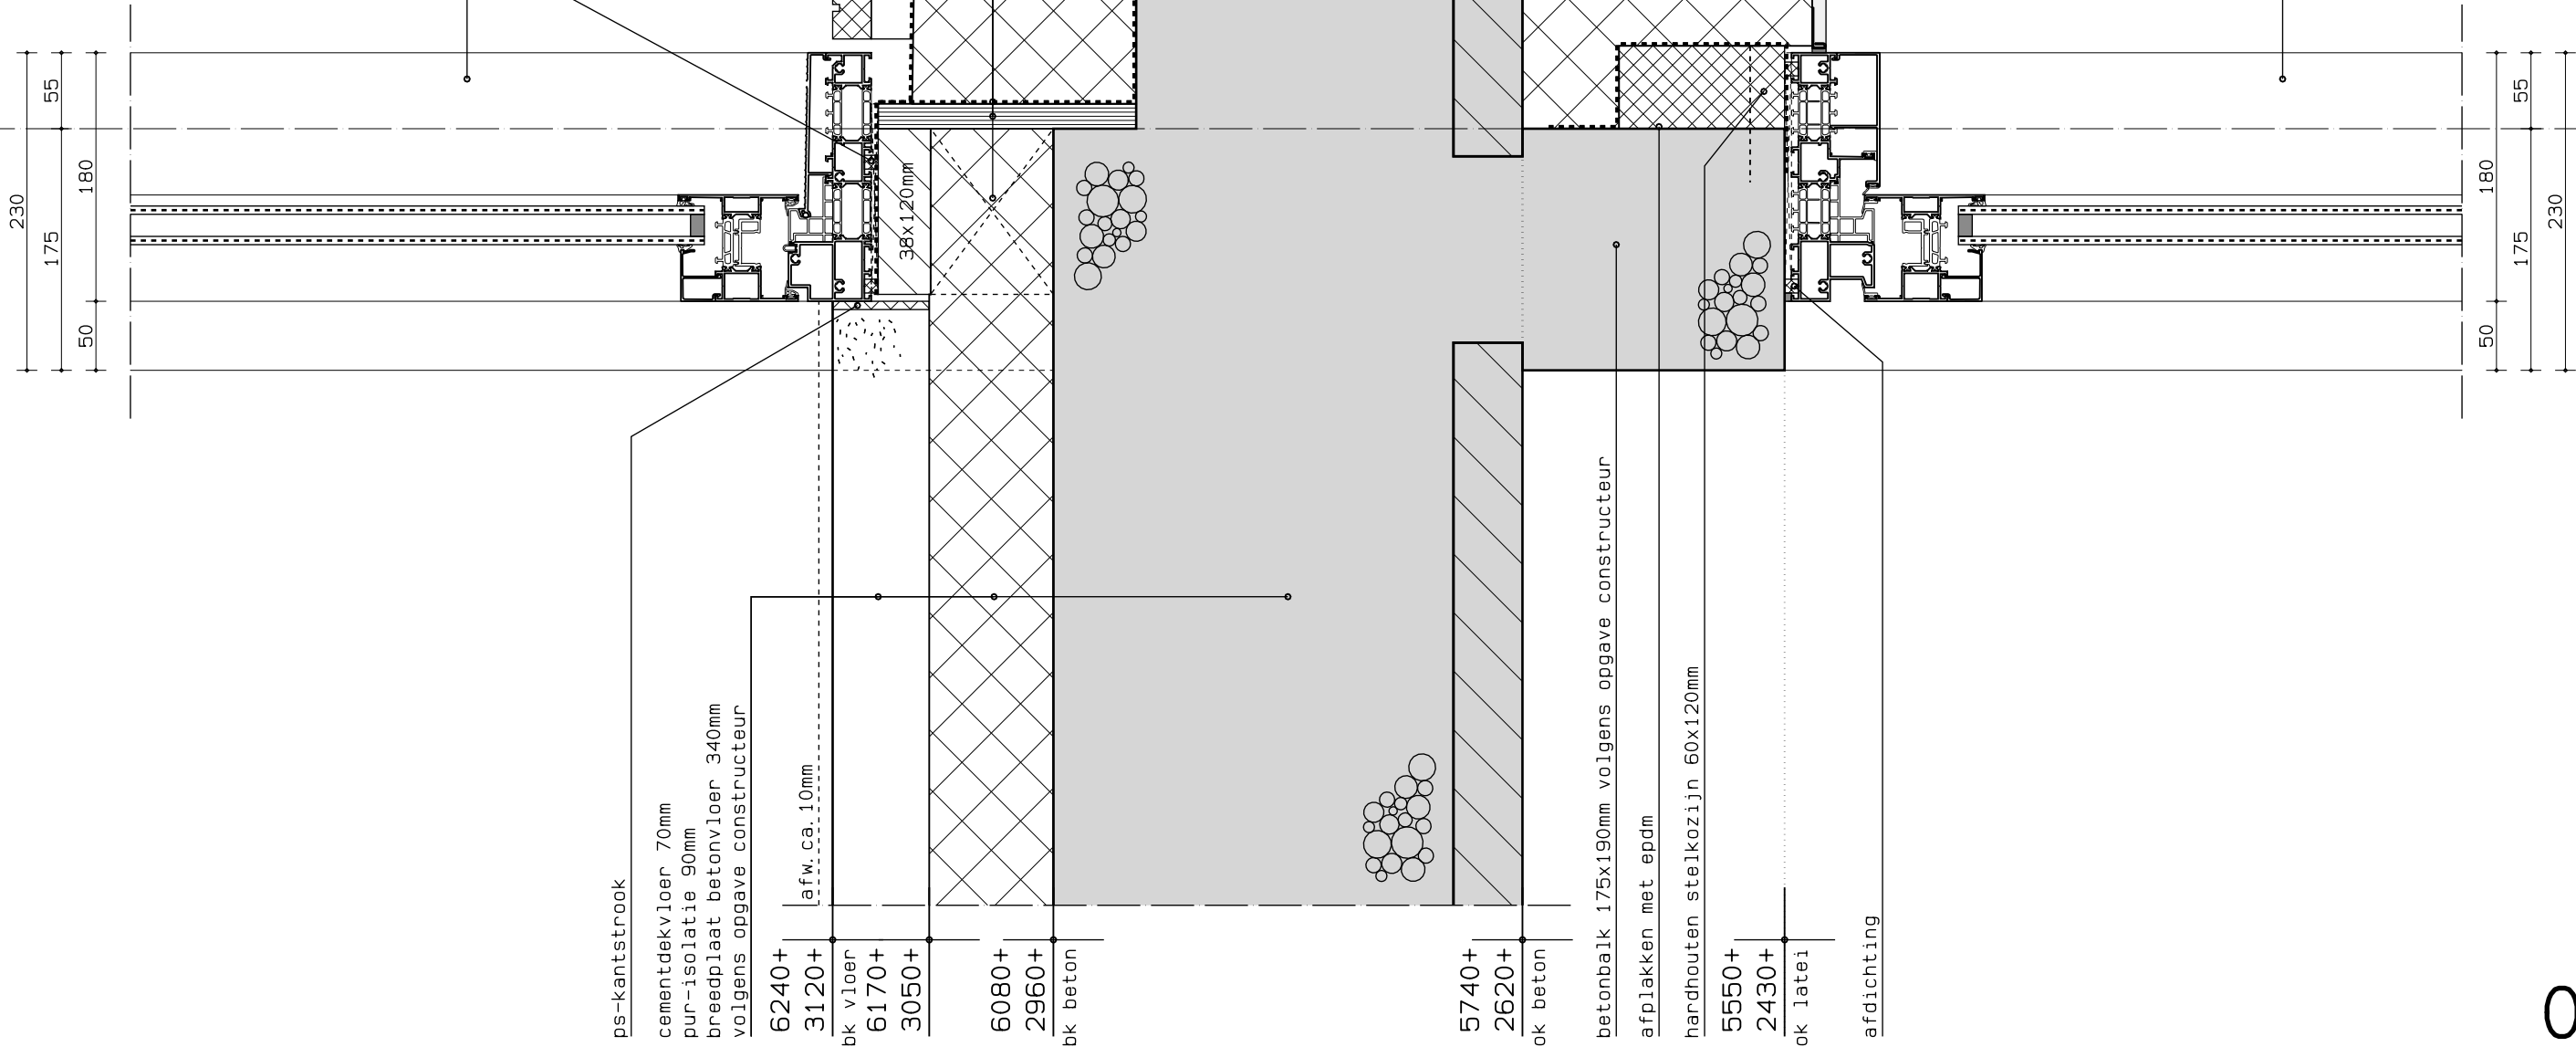 230
55
175
180
50
38x120mm
ps-kantstrook
cementdekvloer 70mm
pur-isolatie 90mm
breedplaat betonvloer 340mm
volgens opgave constructeur
afw. ca. 10mm
6240+
3120+
bk vloer
6170+
3050+
6080+
2960+
bk beton
5740+
2620+
ok beton
betonbalk 175x190mm volgens opgave constructeur
afplakken met epdm
hardhouten stelkozijn 60x120mm
5550+
2430+
ok latei
afdichting
180
50
55
175
230
0